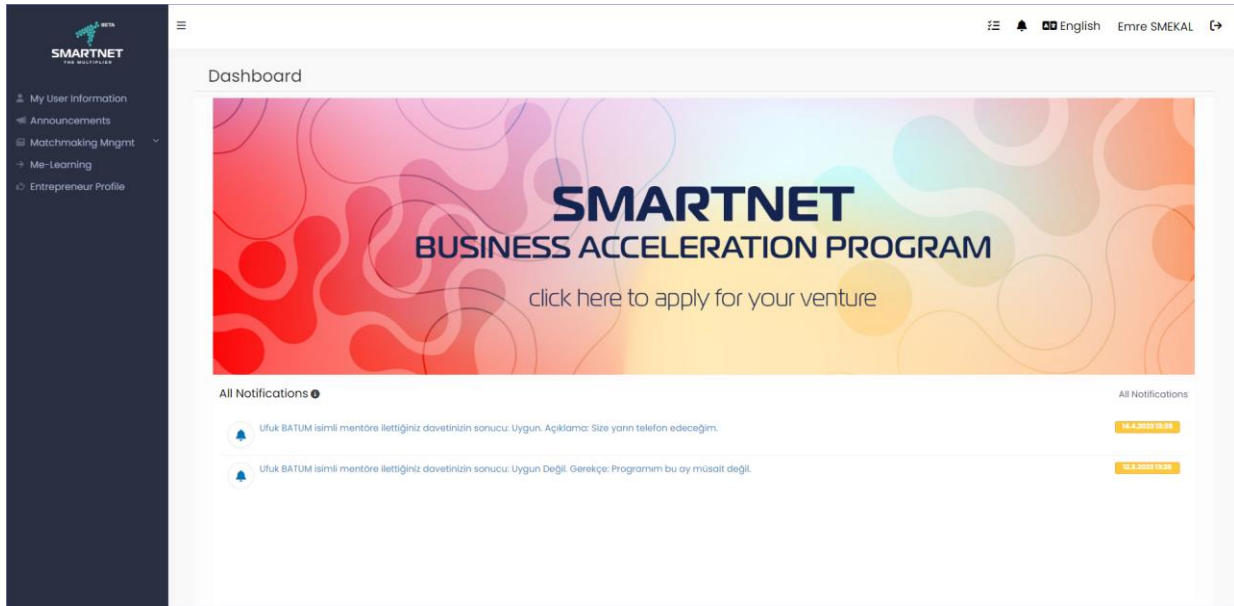 BETA
SMARTNET
THE MULTIPLIER
English
Emre SMEKAL
My User Information
Announcements
Matchmaking Mngmt
Me-Learning
Entrepreneur Profile
Dashboard
SMARTNET
BUSINESS ACCELERATION PROGRAM
click here to apply for your venture
All Notifications
All Notifications
Ufuk BATUM isimli mentöre ilettiğiniz davetinizin sonucu: Uygun. Açıklama: Size yarın telefon edeceğim.
Ufuk BATUM isimli mentöre ilettiğiniz davetinizin sonucu: Uygun Değil. Gerekçe: Programım bu ay müsait değil.